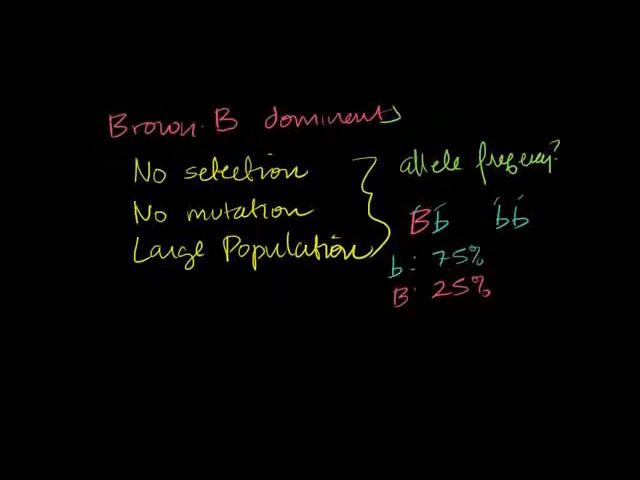 Brown. B dominant
No selection
No mutation
Large Population
allele frequency?
Bb bb
b: 75%
B: 25%